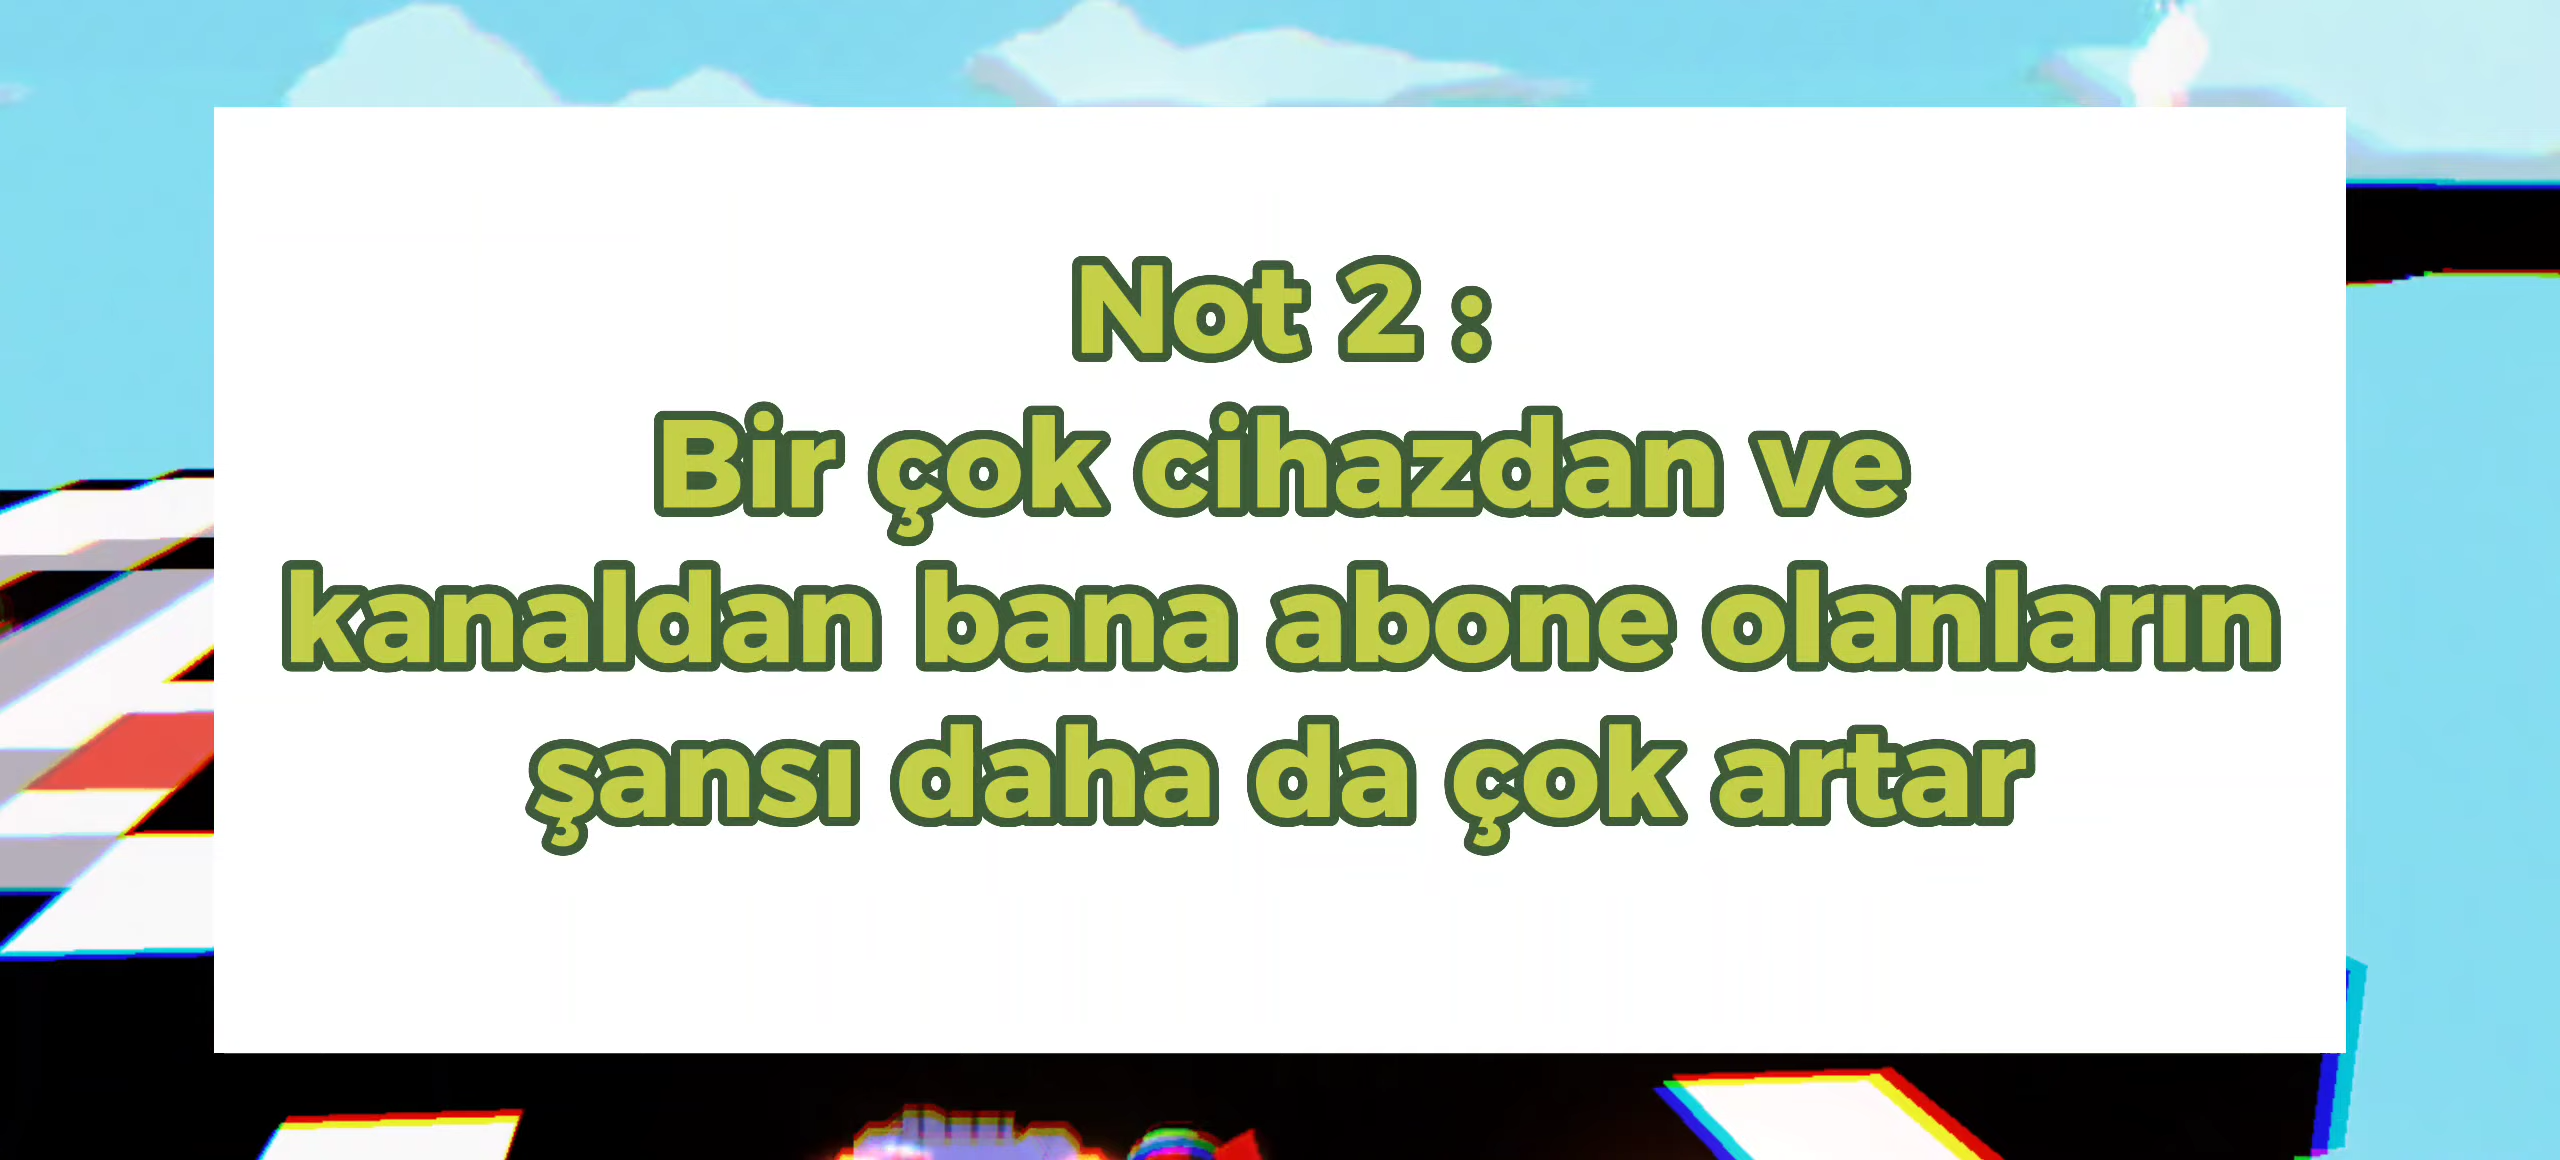 Not 2 :
Bir çok cihazdan ve
kanaldan bana abone olanların
şansı daha da çok artar